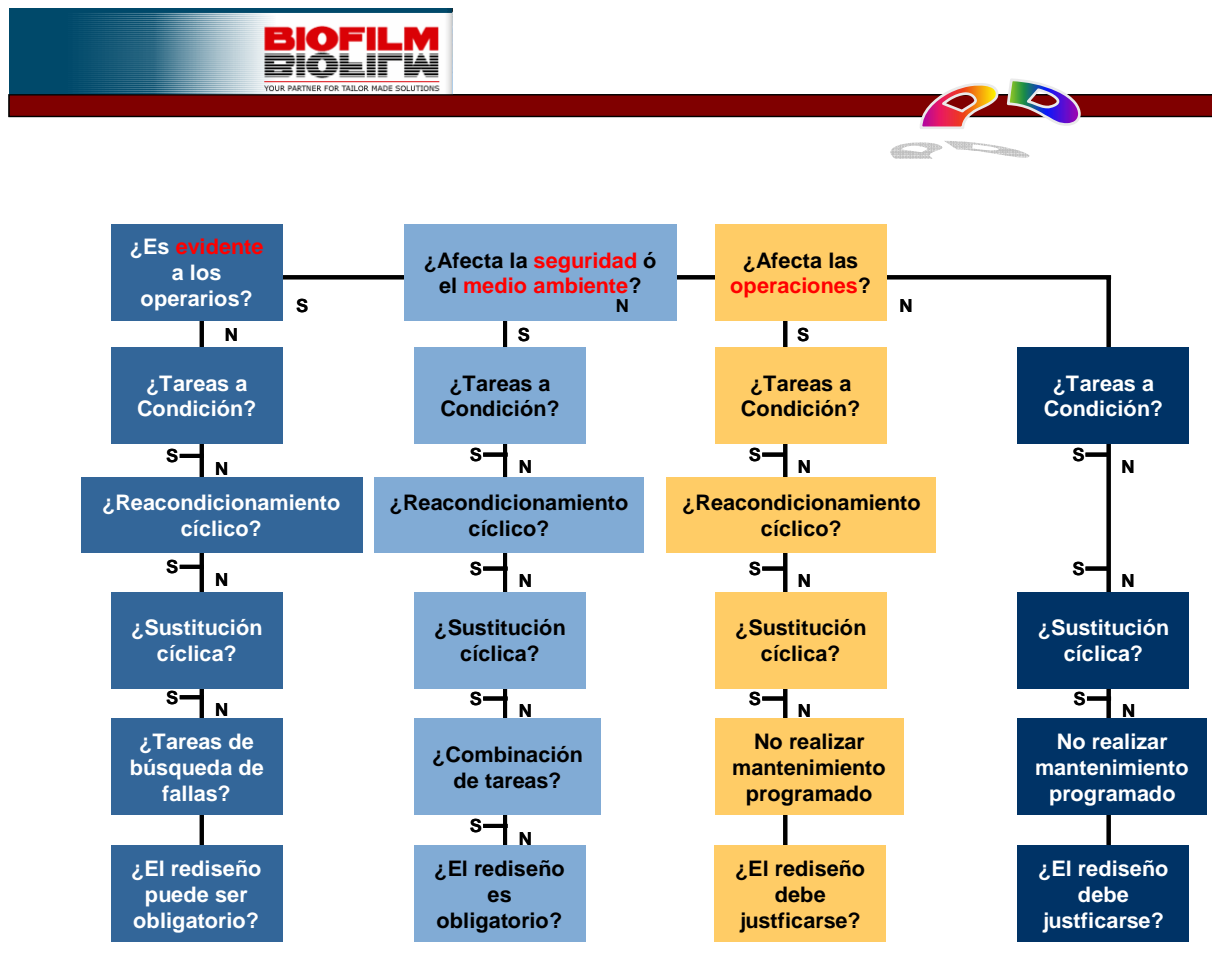 BIOFILM
YOUR PARTNER FOR TAILOR MADE SOLUTIONS
¿Es evidente
a los
operarios?
S
N
¿Tareas a
Condición?
S
N
¿Reacondicionamiento
cíclico?
S
N
¿Sustitución
cíclica?
S
N
¿Tareas de
búsqueda de
fallas?
¿El rediseño
puede ser
obligatorio?
¿Afecta la seguridad ó
el medio ambiente?
N
S
¿Tareas a
Condición?
S
N
¿Reacondicionamiento
cíclico?
S
N
¿Sustitución
cíclica?
S
N
¿Combinación
de tareas?
S
N
¿El rediseño
es
obligatorio?
¿Afecta las
operaciones?
N
S
¿Tareas a
Condición?
S
N
¿Reacondicionamiento
cíclico?
S
N
¿Sustitución
cíclica?
S
N
No realizar
mantenimiento
programado
¿El rediseño
debe
justficarse?
¿Tareas a
Condición?
S
N
S
N
¿Sustitución
cíclica?
S
N
No realizar
mantenimiento
programado
¿El rediseño
debe
justficarse?